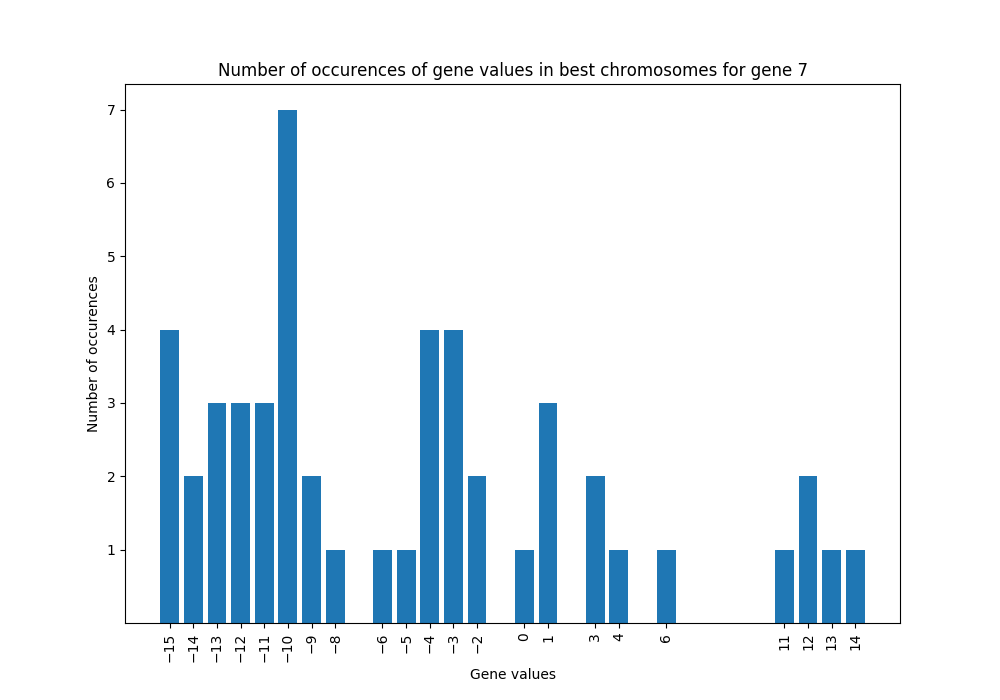 Number of occurences of gene values in best chromosomes for gene 7
7
6
5
4
3
2
1
Number of occurences
−15 −14 −13 −12 −11 −10 −9 −8 −6 −5 −4 −3 −2 0 1 3 4 6 11 12 13 14
Gene values